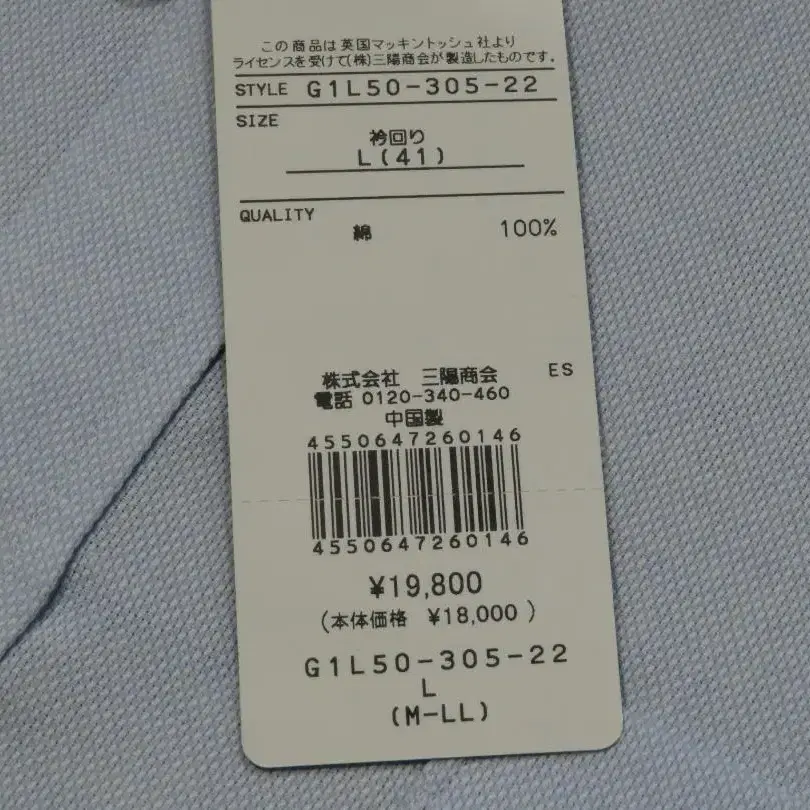 この商品は英国マッキントッシュ社より
ライセンスを受けて(株)三陽商会が製造したものです。
STYLE G1L50-305-22
SIZE
衿回り
L(41)
QUALITY
綿 100%
株式会社 三陽商会 ES
電話 0120-340-460
中国製
4550647260146
4550647260146
¥19,800
(本体価格 ¥18,000)
G1L50-305-22
L
(M-LL)